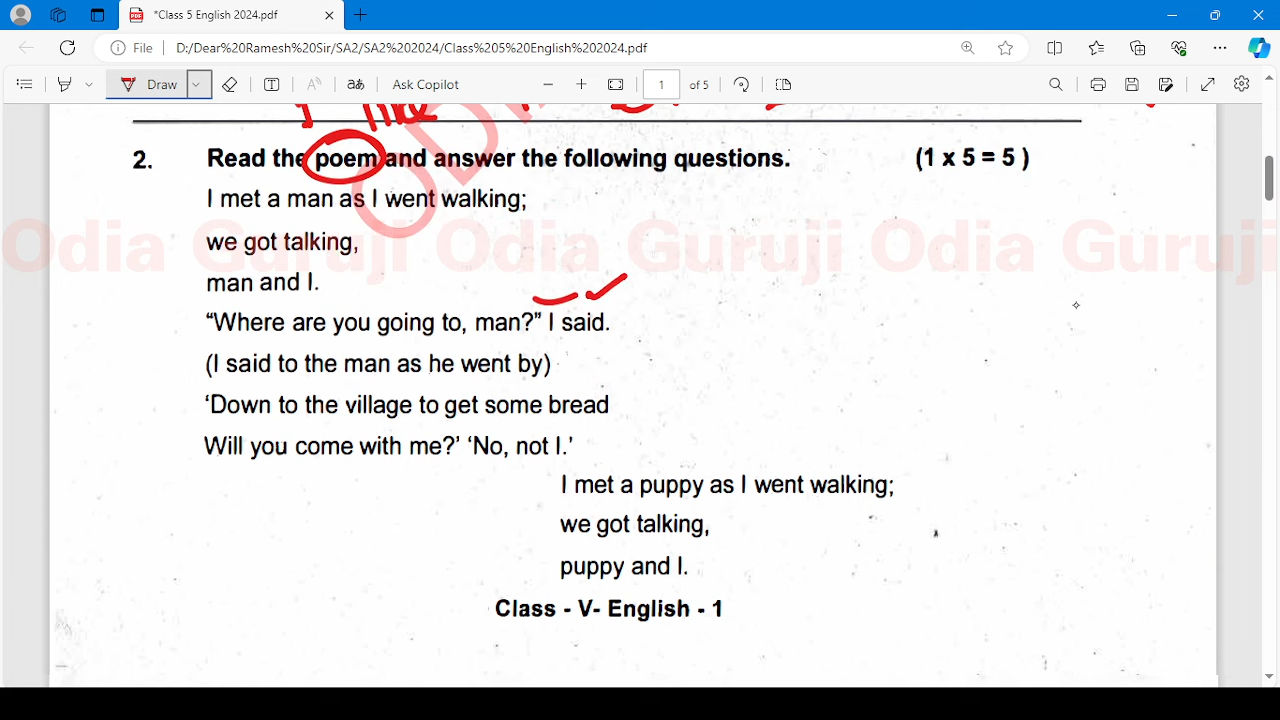 *Class 5 English 2024.pdf
File D:/Dear%20Ramesh%20Sir/SA2/SA2%202024/Class%205%20English%202024.pdf
Draw Ask Copilot 1 of 5
I like
2. Read the poem and answer the following questions. (1 x 5 = 5 )
I met a man as I went walking;
we got talking,
Odia Guruji Odia Guruji Odia Guruji
man and I.
“Where are you going to, man?” I said.
(I said to the man as he went by)
‘Down to the village to get some bread
Will you come with me?’ ‘No, not I.’
I met a puppy as I went walking;
we got talking,
puppy and I.
Class - V- English - 1